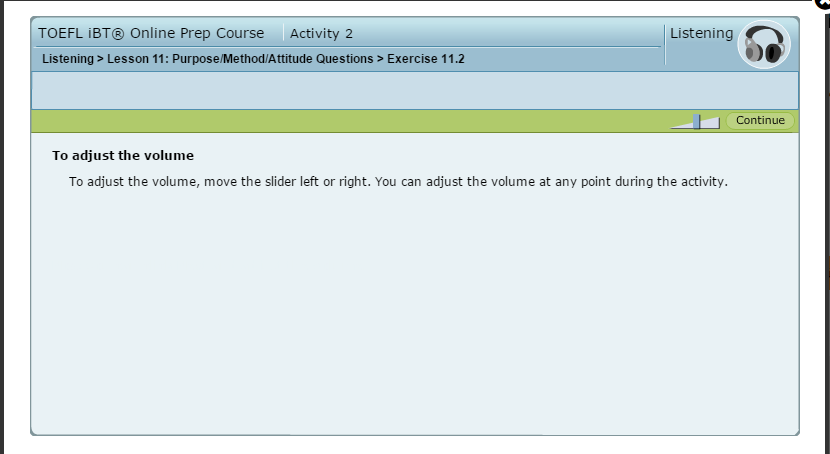 TOEFL iBT® Online Prep Course Activity 2 Listening
Listening > Lesson 11: Purpose/Method/Attitude Questions > Exercise 11.2
Continue
To adjust the volume
To adjust the volume, move the slider left or right. You can adjust the volume at any point during the activity.